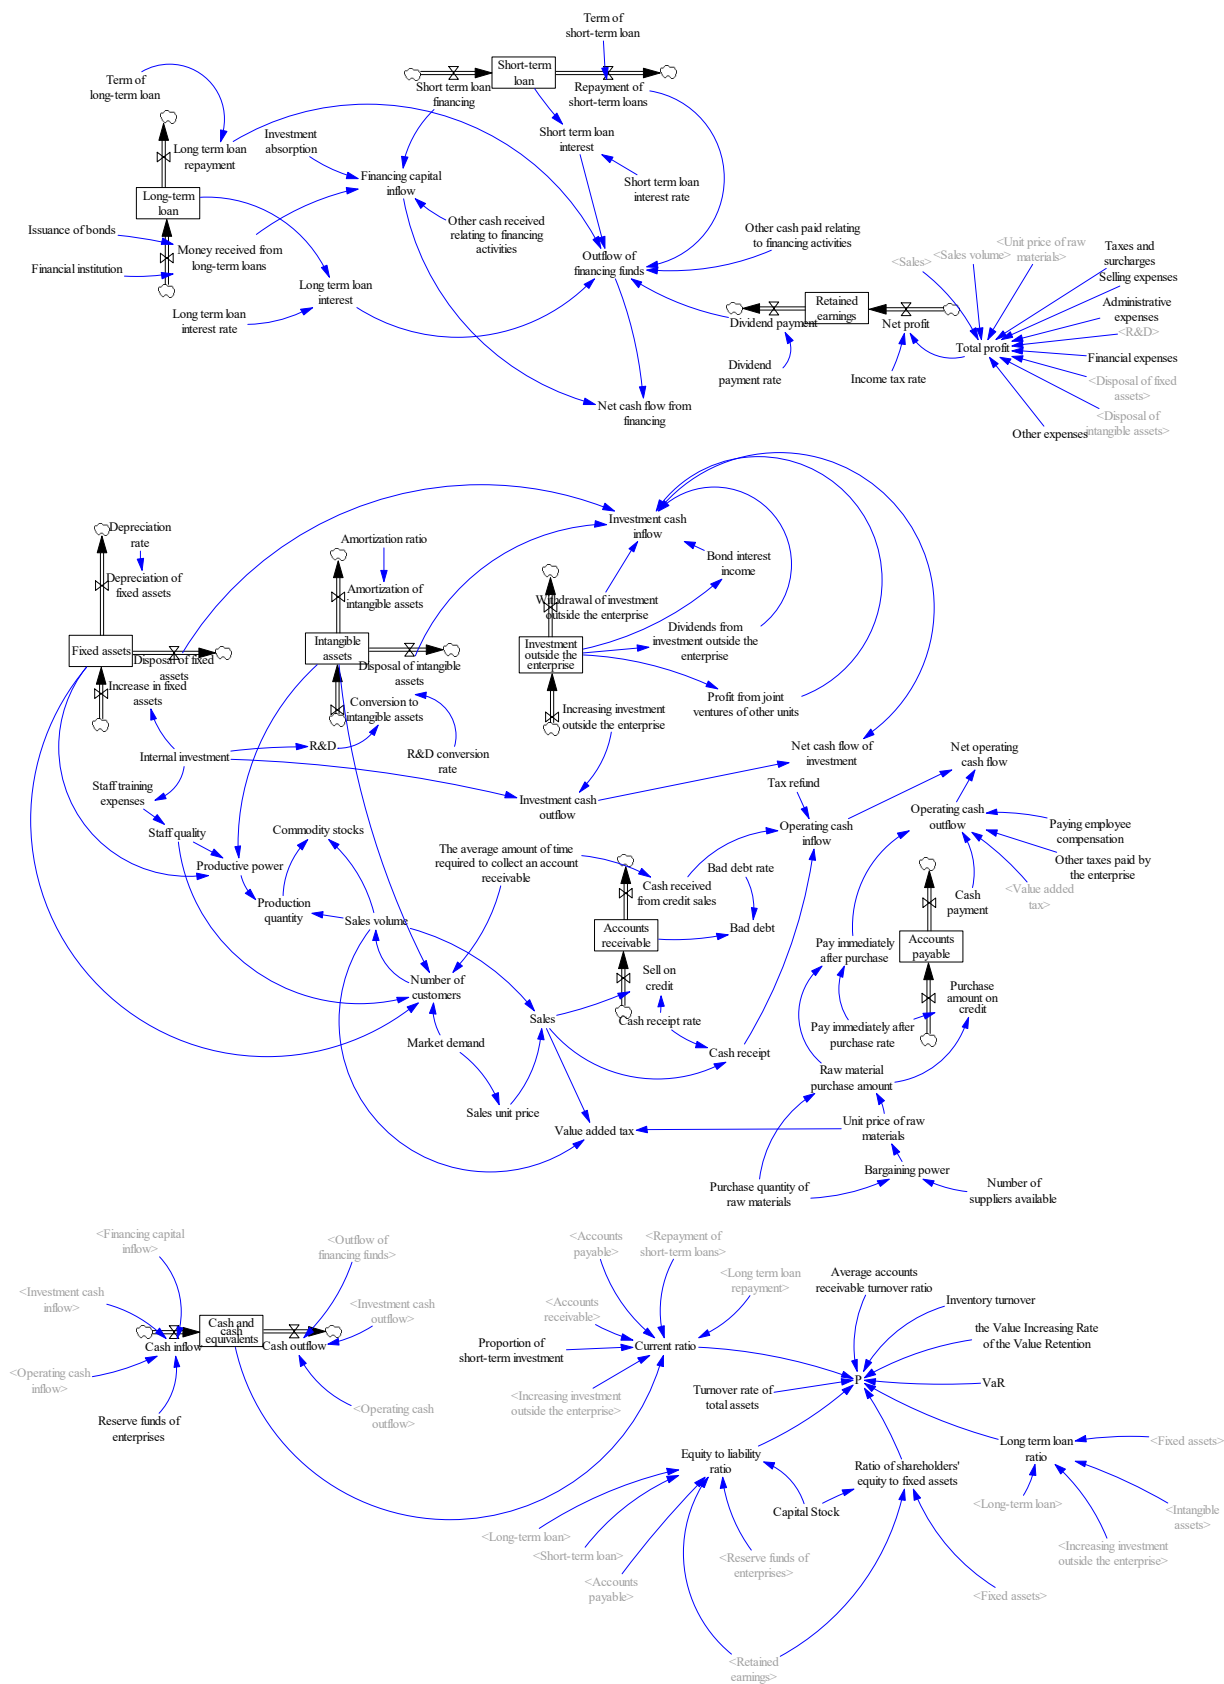 Term of
short-term loan
Short-term
loan
Short term loan
financing
Repayment of
short-term loans
Term of
long-term loan
Investment
absorption
Short term loan
interest
Long term loan
repayment
Financing capital
inflow
Short term loan
interest rate
Long-term
loan
Issuance of bonds
Financial institution
Money received from
long-term loans
Other cash received
relating to financing
activities
Other cash paid relating
to financing activities
Outflow of
financing funds
Long term loan
interest
Long term loan
interest rate
<Sales>
<Sales volume>
<Unit price of raw
materials>
Taxes and
surcharges
Selling expenses
Administrative
expenses
<R&D>
Financial expenses
<Disposal of fixed
assets>
<Disposal of
intangible assets>
Other expenses
Total profit
Retained
earnings
Dividend payment
Net profit
Dividend
payment rate
Income tax rate
Net cash flow from
financing
Depreciation
rate
Depreciation of
fixed assets
Fixed assets
Disposal of fixed
assets
Increase in fixed
assets
Amortization ratio
Amortization of
intangible assets
Intangible
assets
Disposal of intangible
assets
Conversion to
intangible assets
R&D
R&D conversion
rate
Internal investment
Investment cash
inflow
Bond interest
income
Withdrawal of investment
outside the enterprise
Dividends from
investment outside the
enterprise
Investment
outside the
enterprise
Profit from joint
ventures of other units
Increasing investment
outside the enterprise
Net cash flow of
investment
Net operating
cash flow
Staff training
expenses
Staff quality
Commodity stocks
Productive power
Production
quantity
Sales volume
Investment cash
outflow
Tax refund
Operating cash
inflow
Operating cash
outflow
Paying employee
compensation
Other taxes paid by
the enterprise
<Value added
tax>
Cash
payment
The average amount of time
required to collect an account
receivable
Cash received
from credit sales
Bad debt rate
Bad debt
Accounts
receivable
Pay immediately
after purchase
Accounts
payable
Number of
customers
Sell on
credit
Purchase
amount on
credit
Sales
Cash receipt rate
Pay immediately after
purchase rate
Market demand
Cash receipt
Raw material
purchase amount
Sales unit price
Value added tax
Unit price of raw
materials
Bargaining power
Purchase quantity of
raw materials
Number of
suppliers available
<Financing capital
inflow>
<Outflow of
financing funds>
<Investment cash
inflow>
<Investment cash
outflow>
Cash and
cash
equivalents
Cash inflow
Cash outflow
<Operating cash
inflow>
<Operating cash
outflow>
Reserve funds of
enterprises
<Accounts
payable>
<Repayment of
short-term loans>
<Long term loan
repayment>
<Accounts
receivable>
Proportion of
short-term investment
Current ratio
<Increasing investment
outside the enterprise>
Average accounts
receivable turnover ratio
Inventory turnover
the Value Increasing Rate
of the Value Retention
P
VaR
Turnover rate of
total assets
Equity to liability
ratio
Ratio of shareholders'
equity to fixed assets
Long term loan
ratio
<Fixed assets>
Capital Stock
<Long-term loan>
<Intangible
assets>
<Long-term loan>
<Short-term loan>
<Accounts
payable>
<Reserve funds of
enterprises>
<Increasing investment
outside the enterprise>
<Fixed assets>
<Retained
earnings>